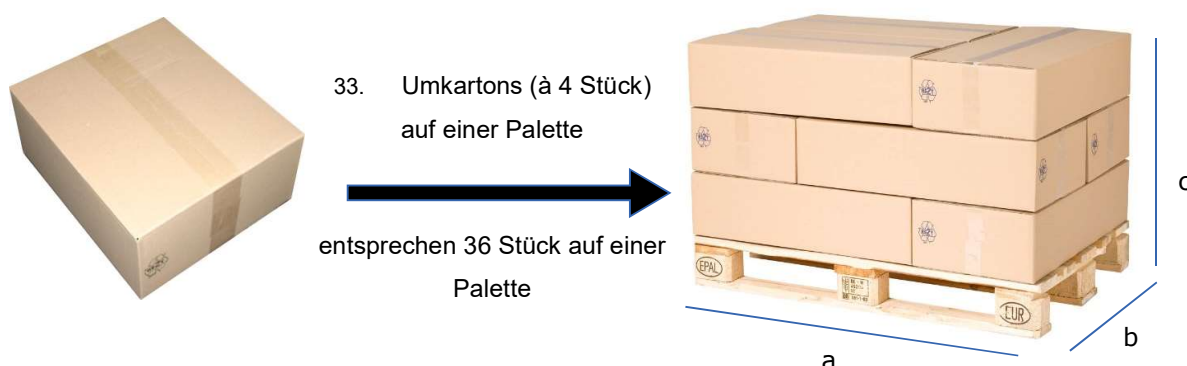 33. Umkartons (à 4 Stück)
auf einer Palette
entsprechen 36 Stück auf einer
Palette
EPAL
EUR
a
b